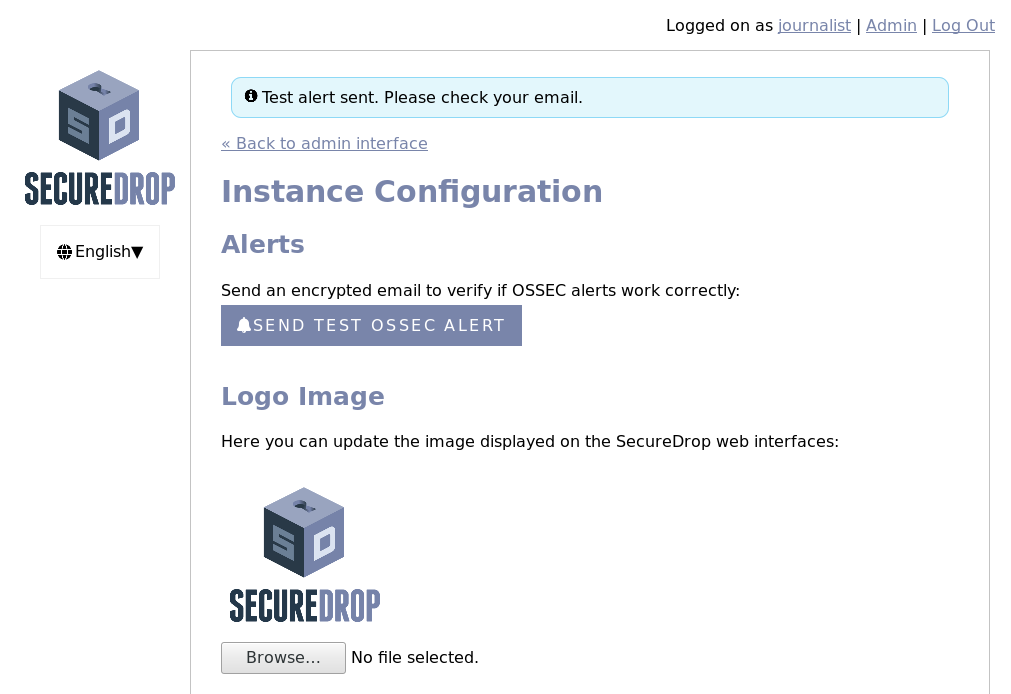 Logged on as journalist | Admin | Log Out
SD
SECUREDROP
English▼
Test alert sent. Please check your email.
« Back to admin interface
Instance Configuration
Alerts
Send an encrypted email to verify if OSSEC alerts work correctly:
SEND TEST OSSEC ALERT
Logo Image
Here you can update the image displayed on the SecureDrop web interfaces:
SD
SECUREDROP
Browse... No file selected.